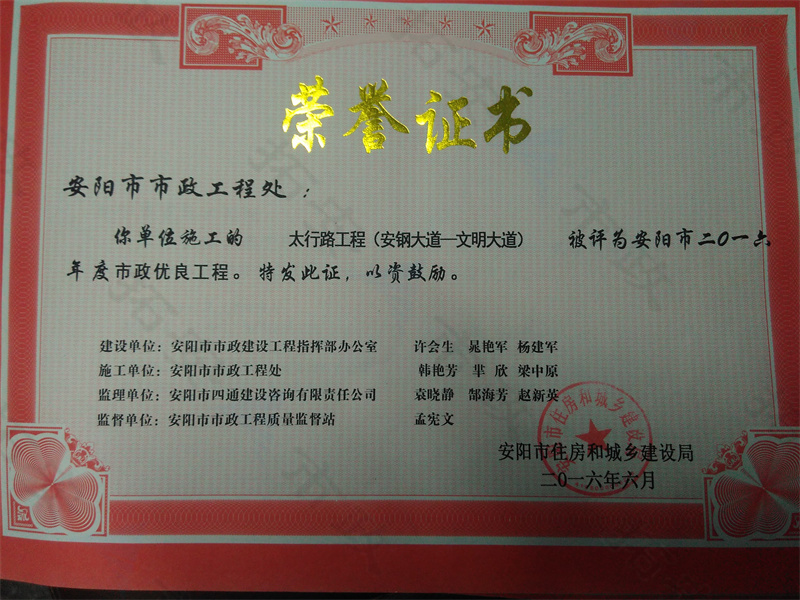 荣誉证书
安阳市市政工程处：
你单位施工的 太行路工程（安钢大道—文明大道） 被评为安阳市二〇一六
年度市政优良工程。特发此证，以资鼓励。
建设单位：安阳市市政建设工程指挥部办公室 许会生 晁艳军 杨建军
施工单位：安阳市市政工程处 韩艳芳 芈欣 梁中原
监理单位：安阳市四通建设咨询有限责任公司 袁晓静 郜海芳 赵新英
监督单位：安阳市市政工程质量监督站 孟宪文
安阳市住房和城乡建设局
二〇一六年六月